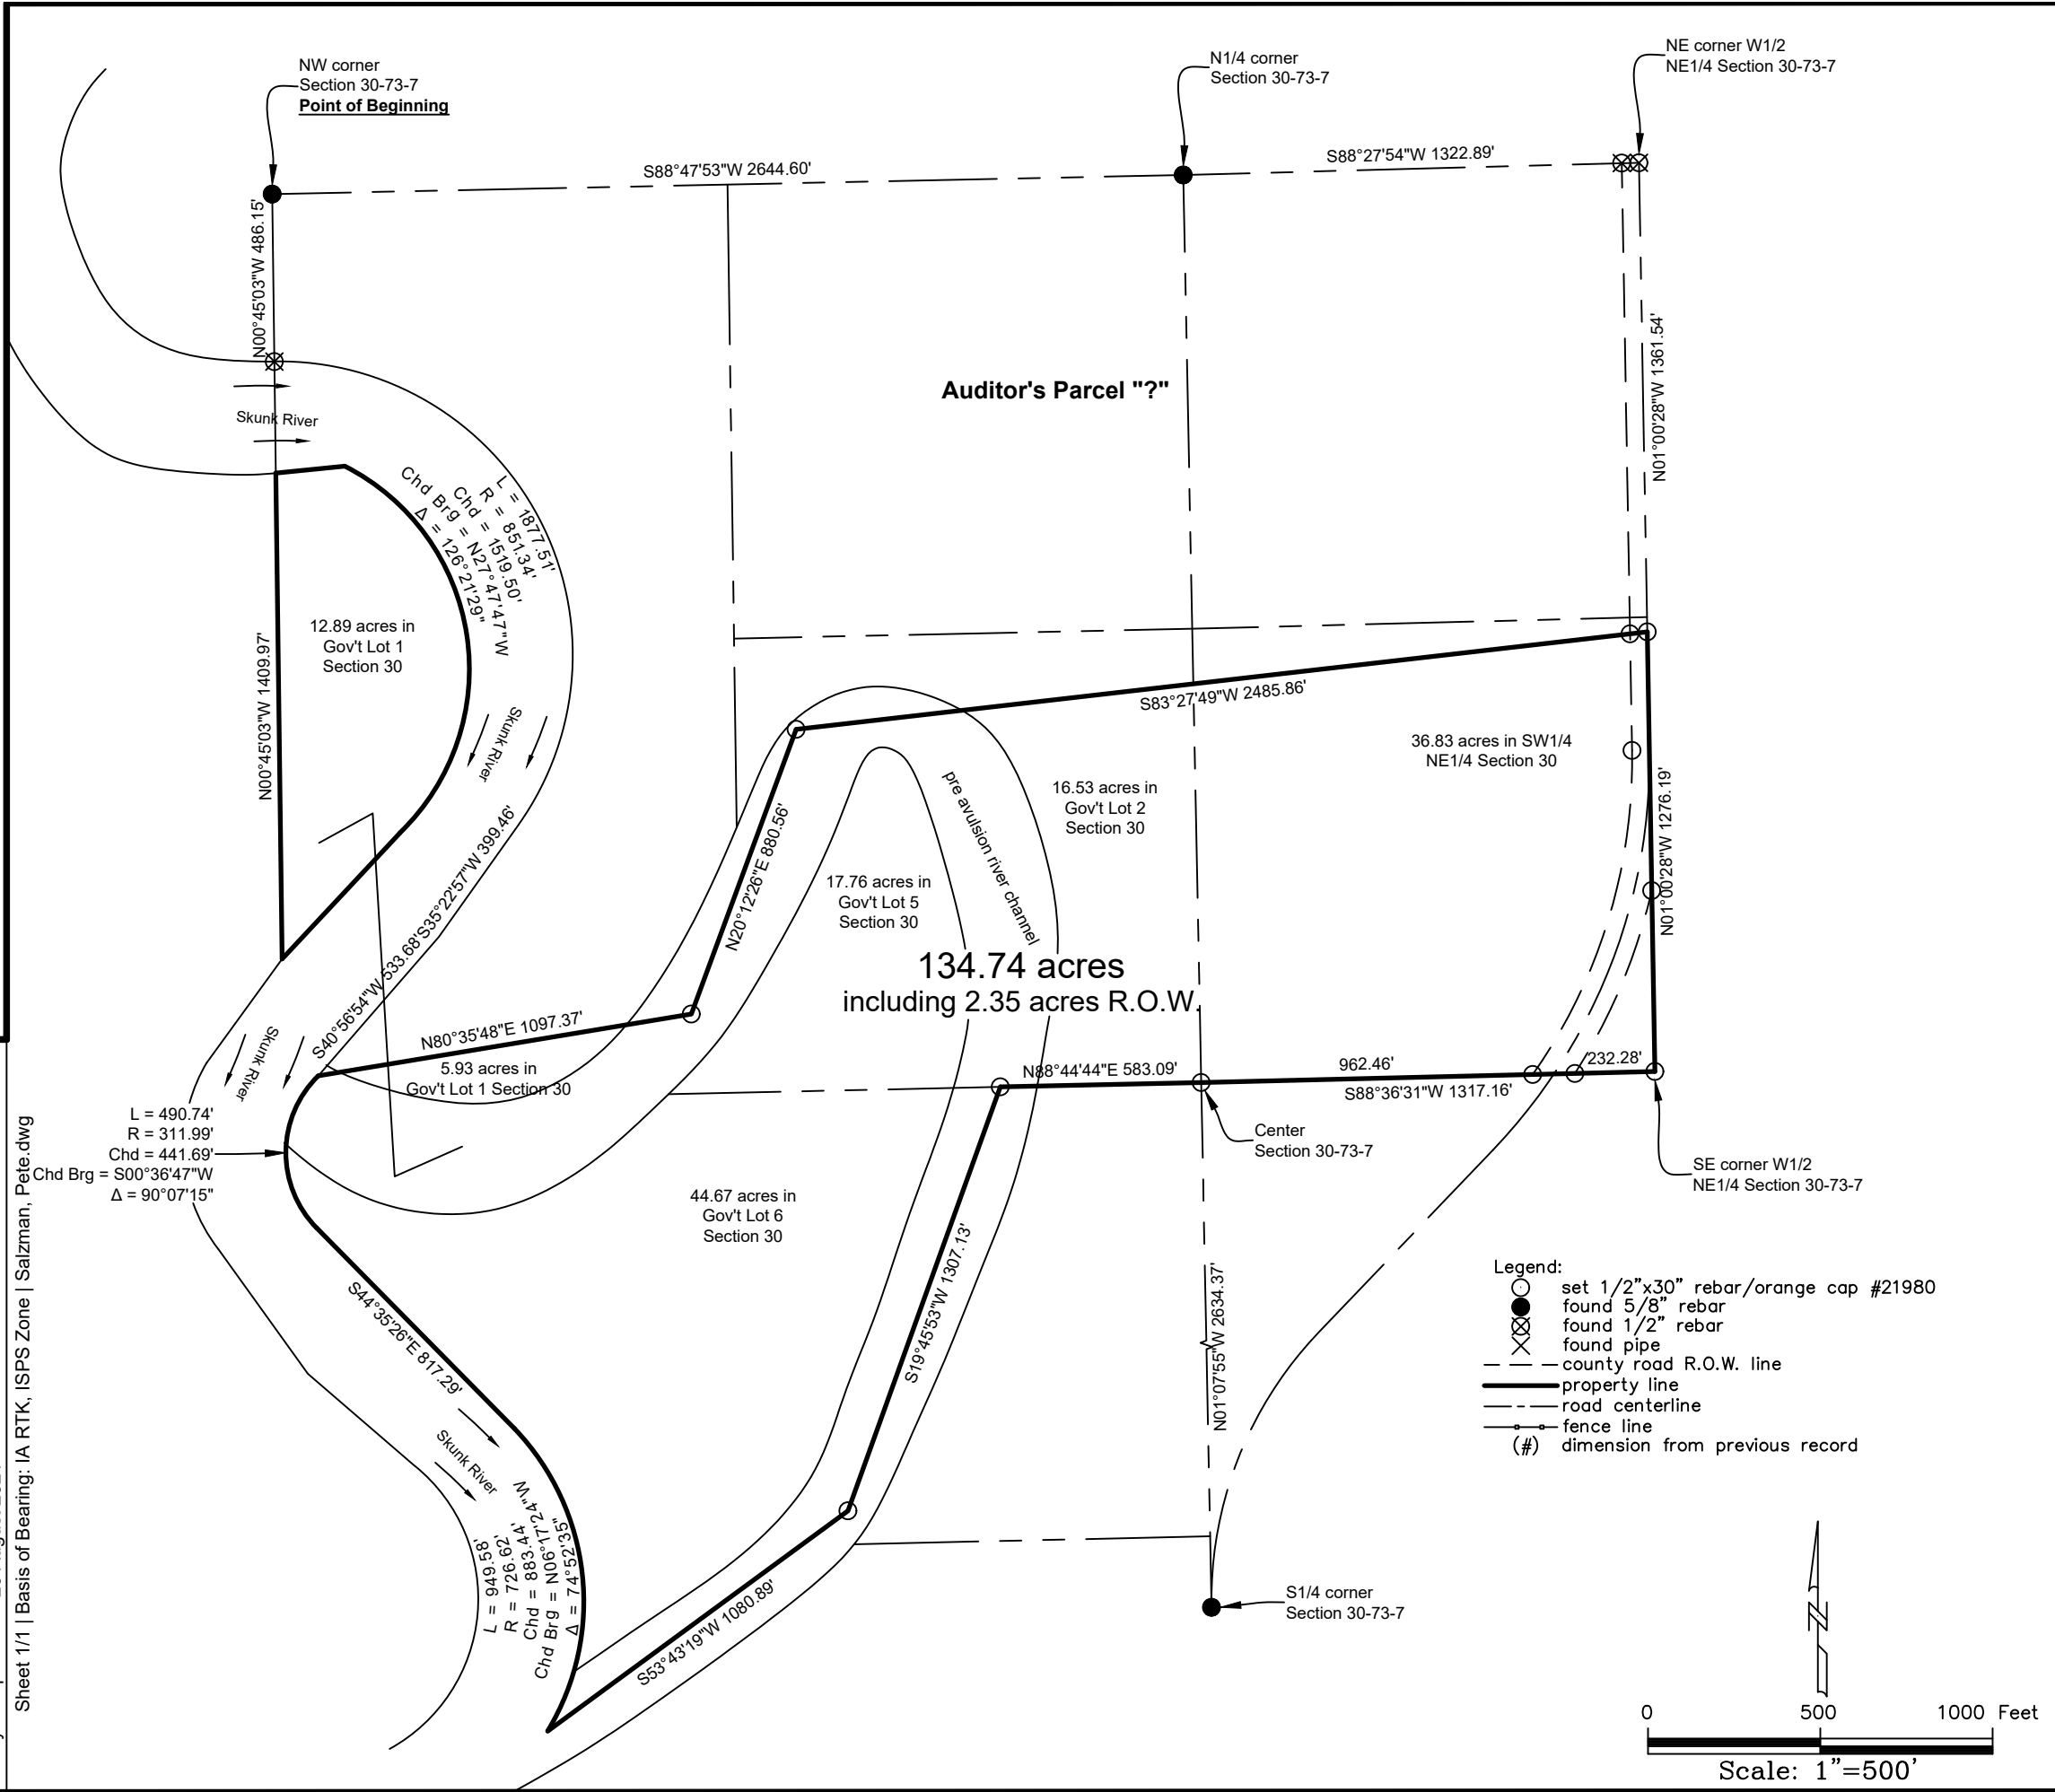 NW corner
Section 30-73-7
Point of Beginning
N1/4 corner
Section 30-73-7
NE corner W1/2
NE1/4 Section 30-73-7
S88°47'53"W 2644.60'
S88°27'54"W 1322.89'
N00°45'03"W 486.15'
N01°00'28"W 1361.54'
Auditor's Parcel "?"
Skunk River
L = 1877.51'
R = 851.34'
Chd = 1519.50'
Chd Brg = N27°47'47"W
Δ = 126°21'29"
12.89 acres in
Gov't Lot 1
Section 30
N00°45'03"W 1409.97'
Skunk River
S83°27'49"W 2485.86'
36.83 acres in SW1/4
NE1/4 Section 30
16.53 acres in
Gov't Lot 2
Section 30
N01°00'28"W 1276.19'
pre avulsion river channel
N20°12'26"E 880.56'
17.76 acres in
Gov't Lot 5
Section 30
S35°22'57"W 399.46'
S40°56'54"W 533.68'
134.74 acres
including 2.35 acres R.O.W.
Skunk River
N80°35'48"E 1097.37'
5.93 acres in
Gov't Lot 1 Section 30
N88°44'44"E 583.09'
962.46'
232.28'
S88°36'31"W 1317.16'
L = 490.74'
R = 311.99'
Chd = 441.69'
Chd Brg = S00°36'47"W
Δ = 90°07'15"
Center
Section 30-73-7
SE corner W1/2
NE1/4 Section 30-73-7
44.67 acres in
Gov't Lot 6
Section 30
S19°45'53"W 1307.13'
N01°07'55"W 2634.37'
S44°35'26"E 817.29'
Skunk River
L = 949.58'
R = 726.62'
Chd = 883.44'
Chd Brg = N06°17'24"W
Δ = 74°52'35"
S53°43'19"W 1080.89'
S1/4 corner
Section 30-73-7
Legend:
set 1/2"x30" rebar/orange cap #21980
found 5/8" rebar
found 1/2" rebar
found pipe
county road R.O.W. line
property line
road centerline
fence line
(#) dimension from previous record
N
0 500 1000 Feet
Scale: 1"=500'
Sheet 1/1 | Basis of Bearing: IA RTK, ISPS Zone | Salzman, Pete.dwg